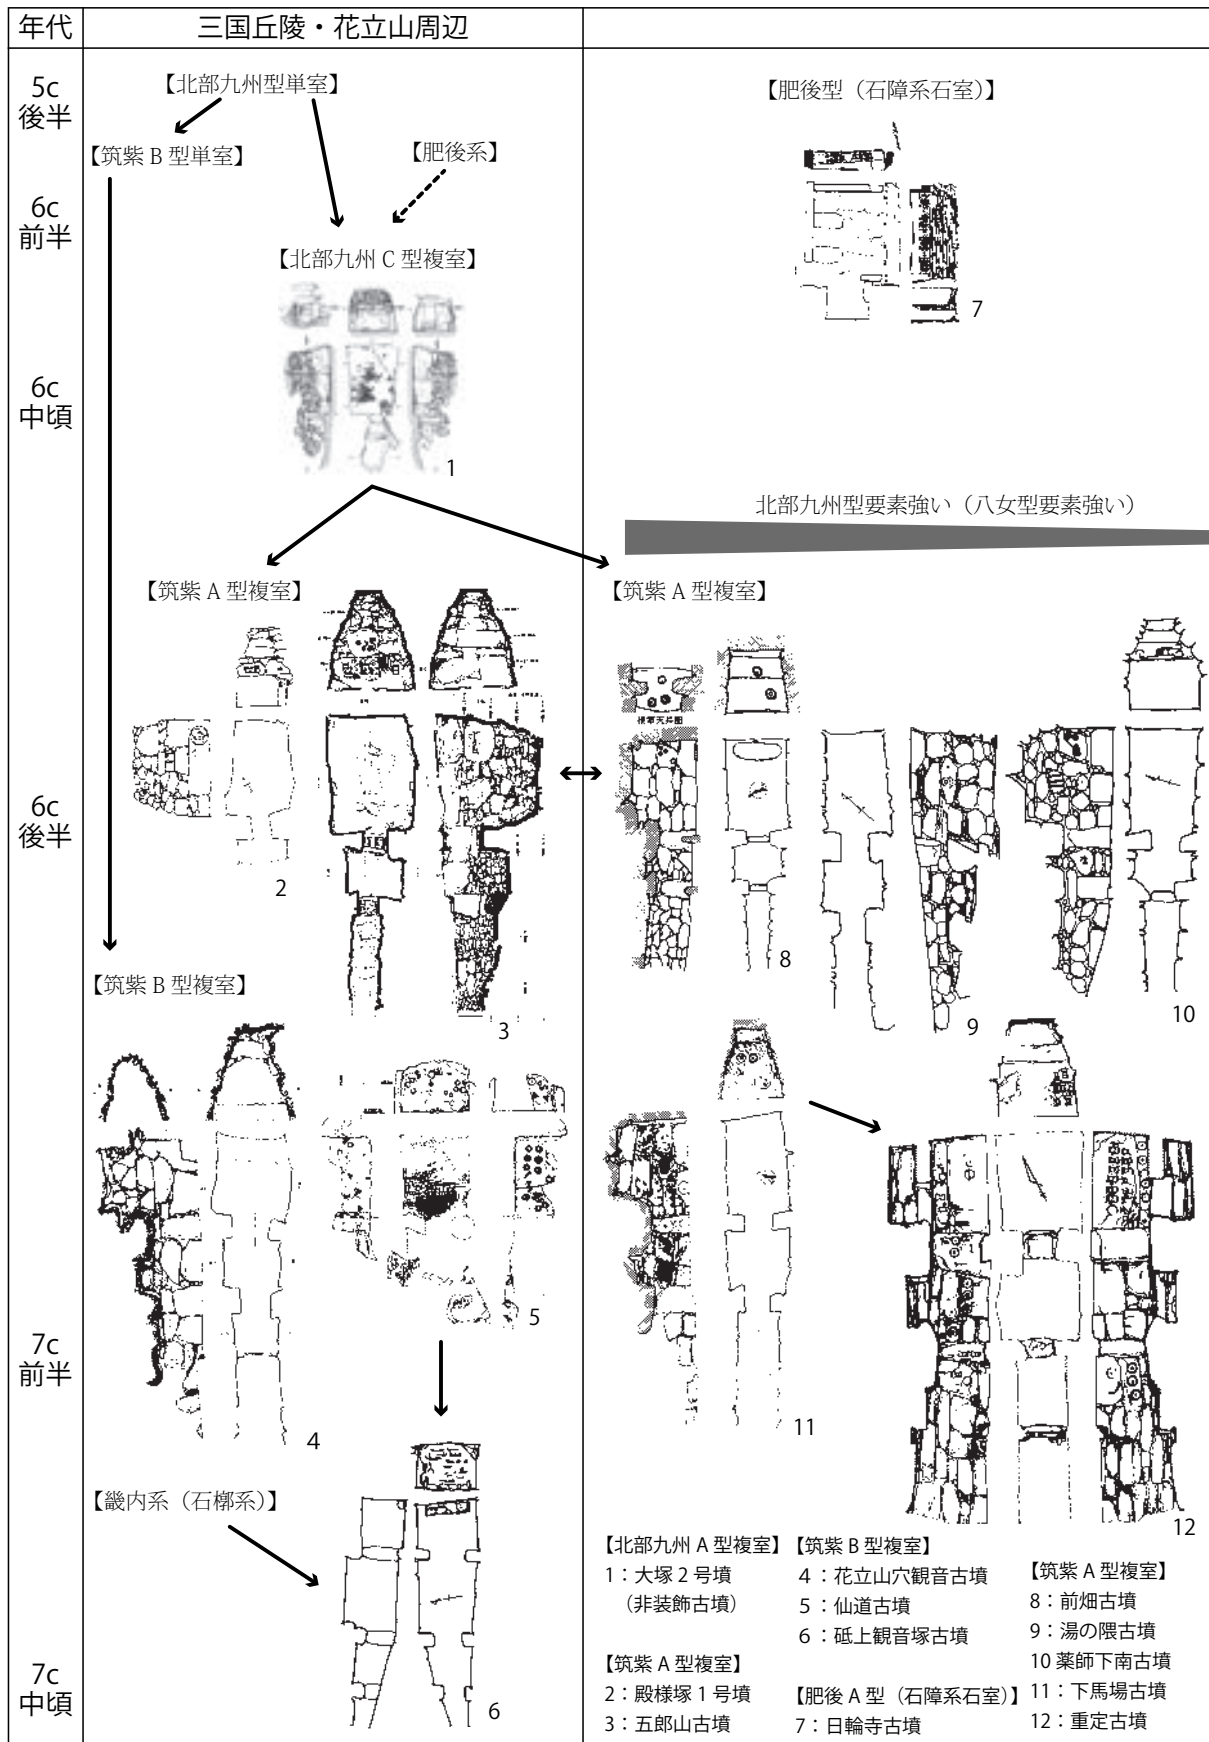 年代
三国丘陵・花立山周辺
5c
後半
6c
前半
6c
中頃
6c
後半
7c
前半
7c
中頃
【北部九州型単室】
【筑紫 B 型単室】
【肥後系】
【北部九州 C 型複室】
1
【筑紫 A 型複室】
2
3
【筑紫 B 型複室】
4
5
【畿内系（石槨系）】
6
【肥後型（石障系石室）】
7
北部九州型要素強い（八女型要素強い）
【筑紫 A 型複室】
8
9
10
11
12
【北部九州 A 型複室】
1：大塚 2 号墳
（非装飾古墳）
【筑紫 A 型複室】
2：殿様塚 1 号墳
3：五郎山古墳
【筑紫 B 型複室】
4：花立山穴観音古墳
5：仙道古墳
6：砥上観音塚古墳
【肥後 A 型（石障系石室）】
7：日輪寺古墳
【筑紫 A 型複室】
8：前畑古墳
9：湯の隈古墳
10 薬師下南古墳
11：下馬場古墳
12：重定古墳